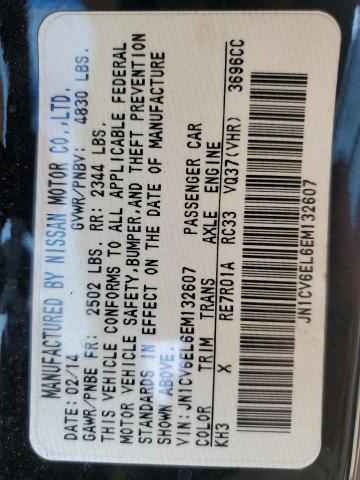 MANUFACTURED BY NISSAN MOTOR CO.,LTD.
DATE: 02/14 GVWR/PNBV: 4830 LBS.
GAWR/PNBE FR: 2502 LBS. RR: 2344 LBS.
THIS VEHICLE CONFORMS TO ALL APPLICABLE FEDERAL
MOTOR VEHICLE SAFETY,BUMPER,AND THEFT PREVENTION
STANDARDS IN EFFECT ON THE DATE OF MANUFACTURE
SHOWN ABOVE.
VIN:JN1CV6EL6EM132607 PASSENGER CAR
COLOR TRIM TRANS AXLE ENGINE
KH3 X RE7R01A RC33 VQ37(VHR) 3696CC
JN1CV6EL6EM132607